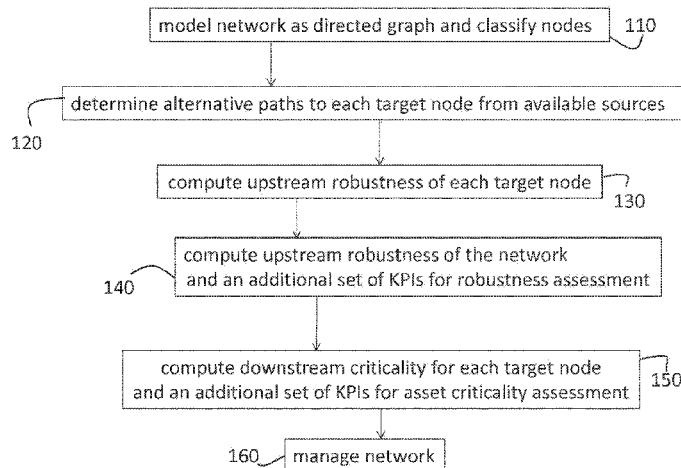 model network as directed graph and classify nodes
110
determine alternative paths to each target node from available sources
120
compute upstream robustness of each target node
130
compute upstream robustness of the network
and an additional set of KPIs for robustness assessment
140
compute downstream criticality for each target node
and an additional set of KPIs for asset criticality assessment
150
160
manage network